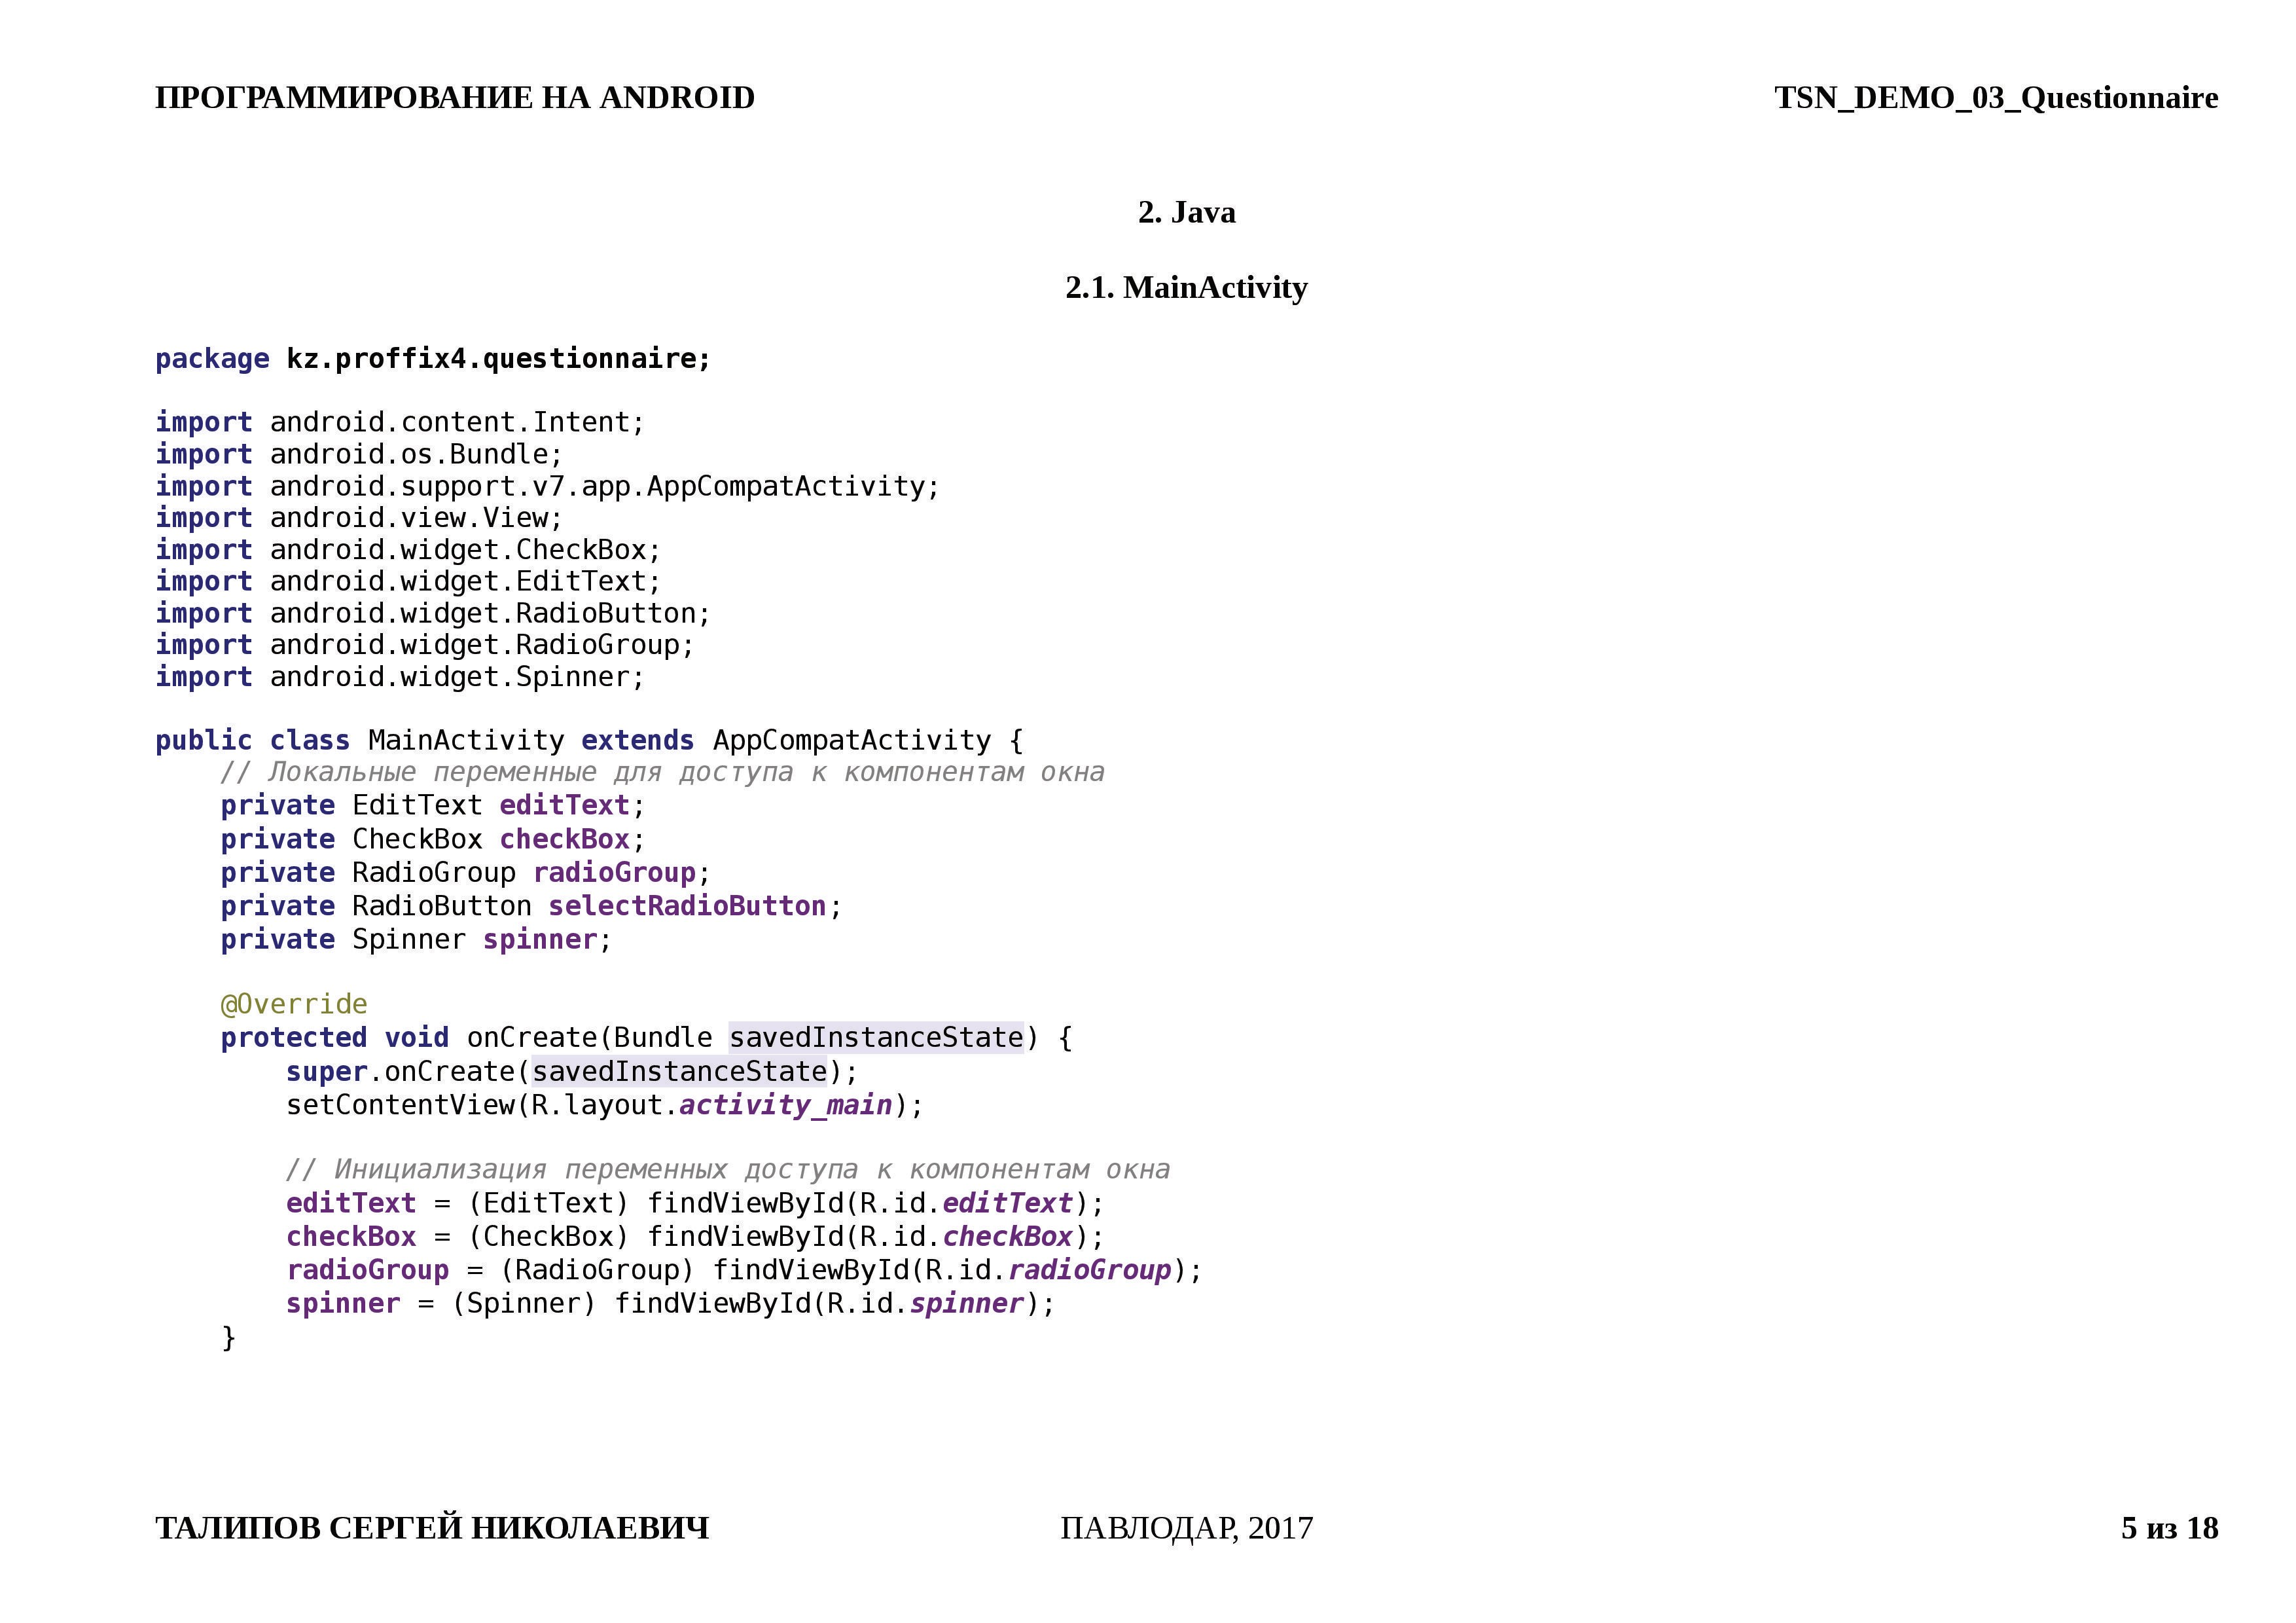 ПРОГРАММИРОВАНИЕ НА ANDROID TSN_DEMO_03_Questionnaire
2. Java
2.1. MainActivity
package kz.proffix4.questionnaire;
import android.content.Intent;
import android.os.Bundle;
import android.support.v7.app.AppCompatActivity;
import android.view.View;
import android.widget.CheckBox;
import android.widget.EditText;
import android.widget.RadioButton;
import android.widget.RadioGroup;
import android.widget.Spinner;
public class MainActivity extends AppCompatActivity {
    // Локальные переменные для доступа к компонентам окна
    private EditText editText;
    private CheckBox checkBox;
    private RadioGroup radioGroup;
    private RadioButton selectRadioButton;
    private Spinner spinner;
    @Override
    protected void onCreate(Bundle savedInstanceState) {
        super.onCreate(savedInstanceState);
        setContentView(R.layout.activity_main);
        // Инициализация переменных доступа к компонентам окна
        editText = (EditText) findViewById(R.id.editText);
        checkBox = (CheckBox) findViewById(R.id.checkBox);
        radioGroup = (RadioGroup) findViewById(R.id.radioGroup);
        spinner = (Spinner) findViewById(R.id.spinner);
    }
ТАЛИПОВ СЕРГЕЙ НИКОЛАЕВИЧ ПАВЛОДАР, 2017 5 из 18